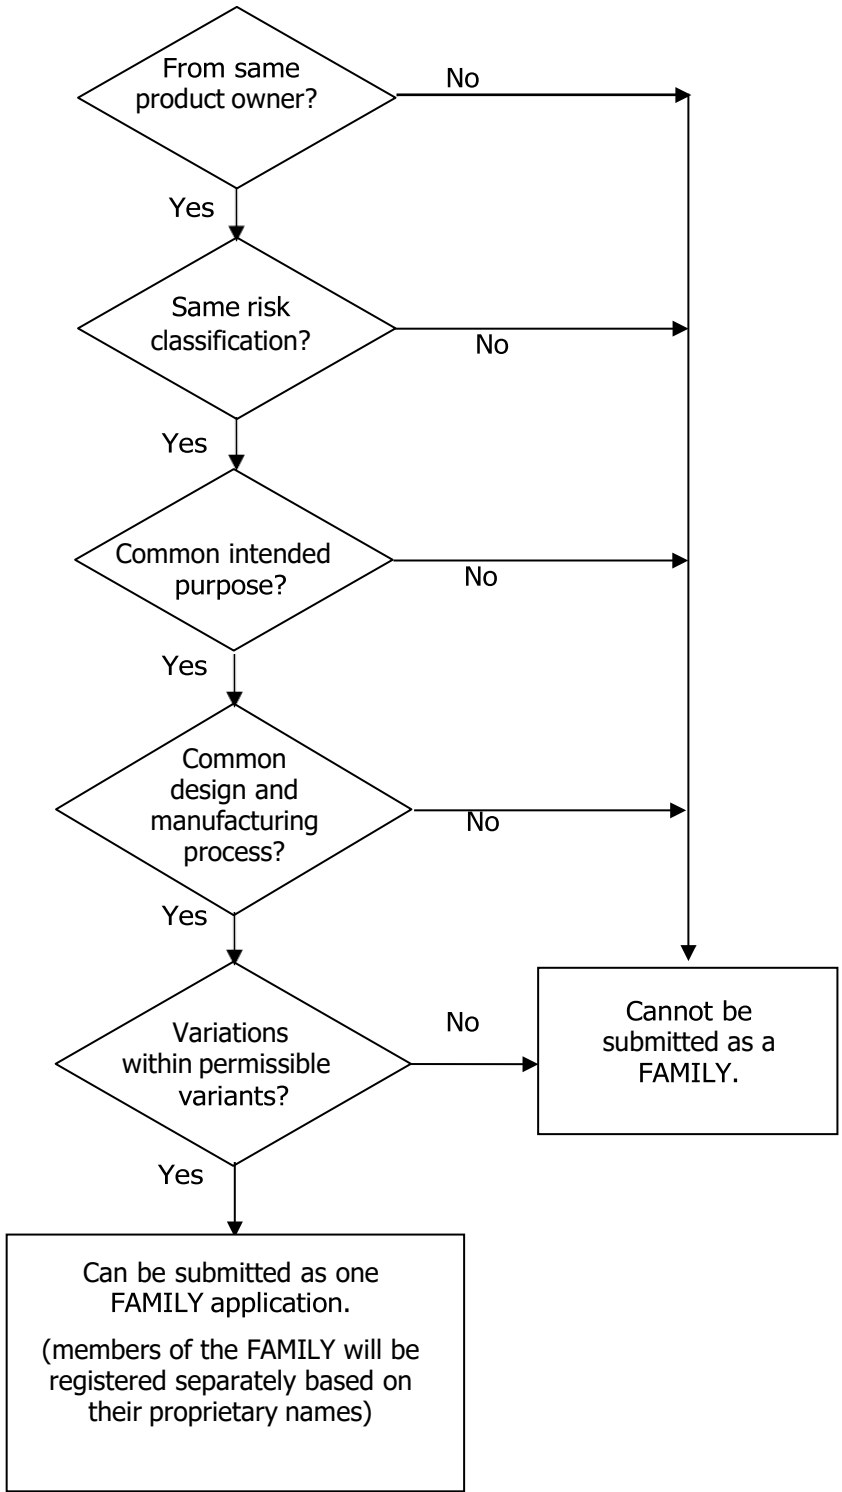 From same
product owner?
No
Yes
Same risk
classification?
No
Yes
Common intended
purpose?
No
Yes
Common
design and
manufacturing
process?
No
Yes
Variations
within permissible
variants?
No
Cannot be
submitted as a
FAMILY.
Yes
Can be submitted as one
FAMILY application.
(members of the FAMILY will be
registered separately based on
their proprietary names)